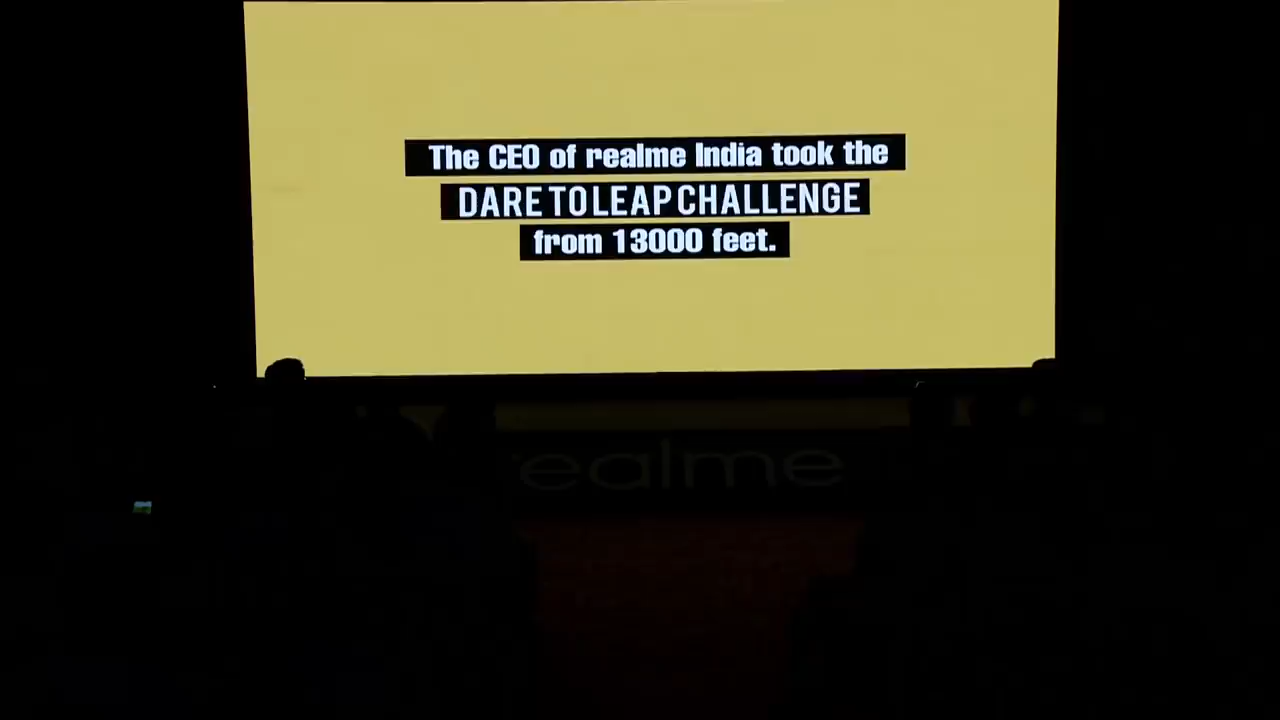 The CEO of realme India took the
DARE TO LEAP CHALLENGE
from 13000 feet.
realme